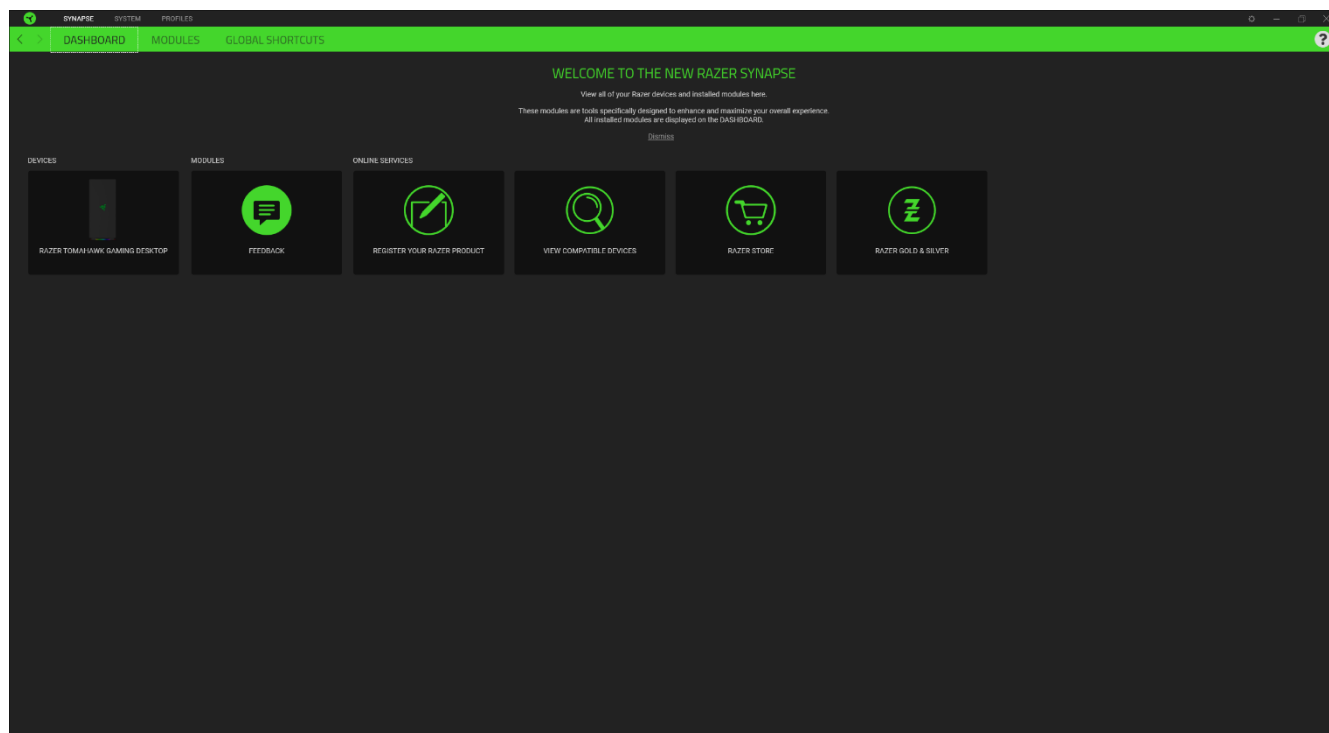 SYNAPSE SYSTEM PROFILES
DASHBOARD MODULES GLOBAL SHORTCUTS ?
WELCOME TO THE NEW RAZER SYNAPSE
View all of your Razer devices and installed modules here.
These modules are tools specifically designed to enhance and maximize your overall experience.
All installed modules are displayed on the DASHBOARD.
Dismiss
DEVICES MODULES ONLINE SERVICES
RAZER TOMAHAWK GAMING DESKTOP FEEDBACK REGISTER YOUR RAZER PRODUCT VIEW COMPATIBLE DEVICES RAZER STORE RAZER GOLD & SILVER